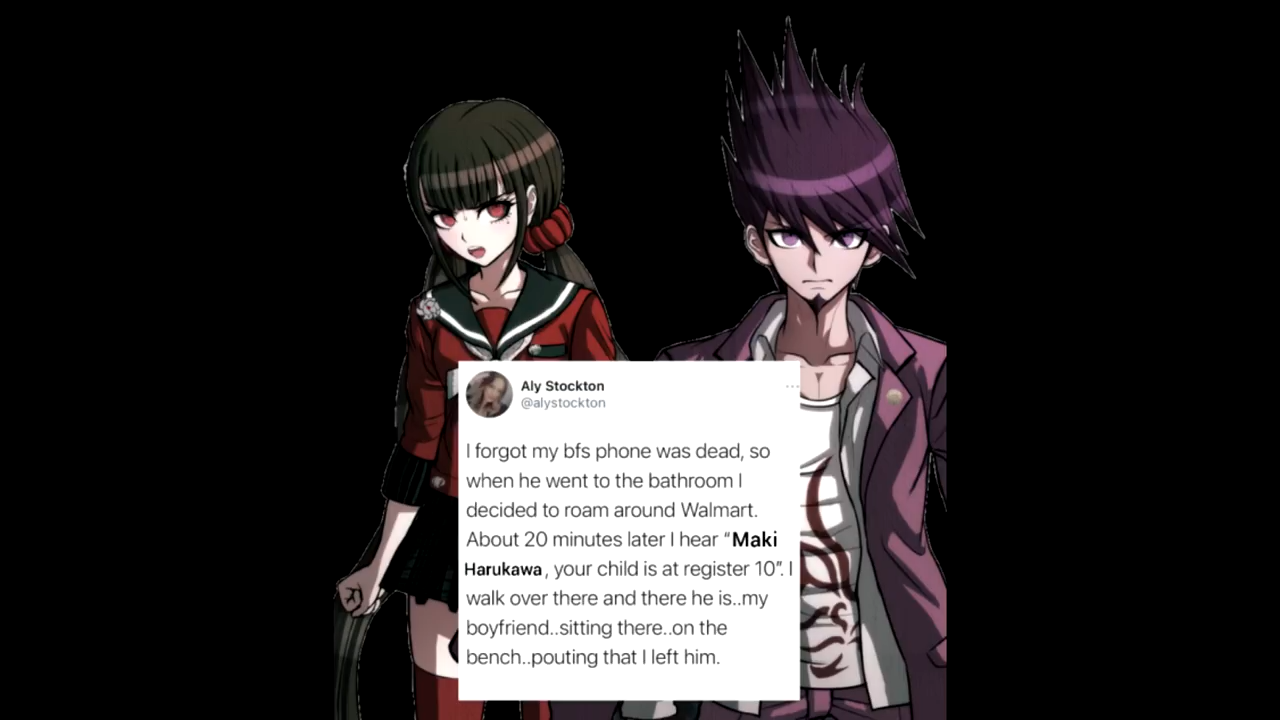 Aly Stockton
@alystockton
I forgot my bfs phone was dead, so
when he went to the bathroom I
decided to roam around Walmart.
About 20 minutes later I hear “Maki
Harukawa, your child is at register 10”. I
walk over there and there he is..my
boyfriend..sitting there..on the
bench..pouting that I left him.